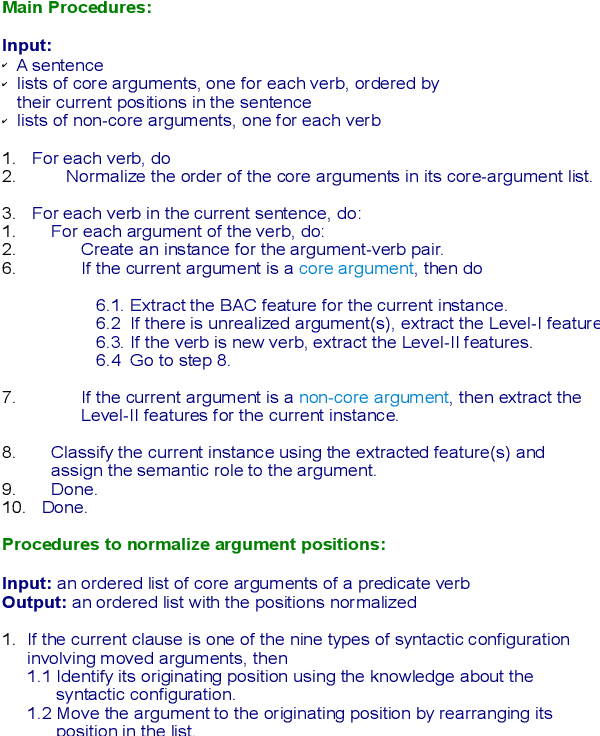 Main Procedures:
Input:
✓ A sentence
✓ lists of core arguments, one for each verb, ordered by
their current positions in the sentence
✓ lists of non-core arguments, one for each verb
1. For each verb, do
2. Normalize the order of the core arguments in its core-argument list.
3. For each verb in the current sentence, do:
1. For each argument of the verb, do:
2. Create an instance for the argument-verb pair.
6. If the current argument is a core argument, then do
6.1. Extract the BAC feature for the current instance.
6.2 If there is unrealized argument(s), extract the Level-I feature
6.3. If the verb is new verb, extract the Level-II features.
6.4 Go to step 8.
7. If the current argument is a non-core argument, then extract the
Level-II features for the current instance.
8. Classify the current instance using the extracted feature(s) and
assign the semantic role to the argument.
9. Done.
10. Done.
Procedures to normalize argument positions:
Input: an ordered list of core arguments of a predicate verb
Output: an ordered list with the positions normalized
1. If the current clause is one of the nine types of syntactic configuration
involving moved arguments, then
1.1 Identify its originating position using the knowledge about the
syntactic configuration.
1.2 Move the argument to the originating position by rearranging its
position in the list.